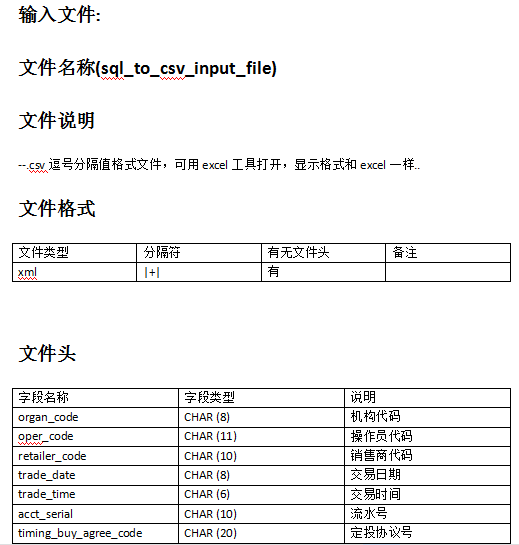 输入文件:
文件名称(sql_to_csv_input_file)
文件说明
--.csv 逗号分隔值格式文件，可用 excel 工具打开，显示格式和 excel 一样..
文件格式
文件类型 分隔符 有无文件头 备注
xml |+| 有
文件头
字段名称 字段类型 说明
organ_code CHAR (8) 机构代码
oper_code CHAR (11) 操作员代码
retailer_code CHAR (10) 销售商代码
trade_date CHAR (8) 交易日期
trade_time CHAR (6) 交易时间
acct_serial CHAR (10) 流水号
timing_buy_agree_code CHAR (20) 定投协议号